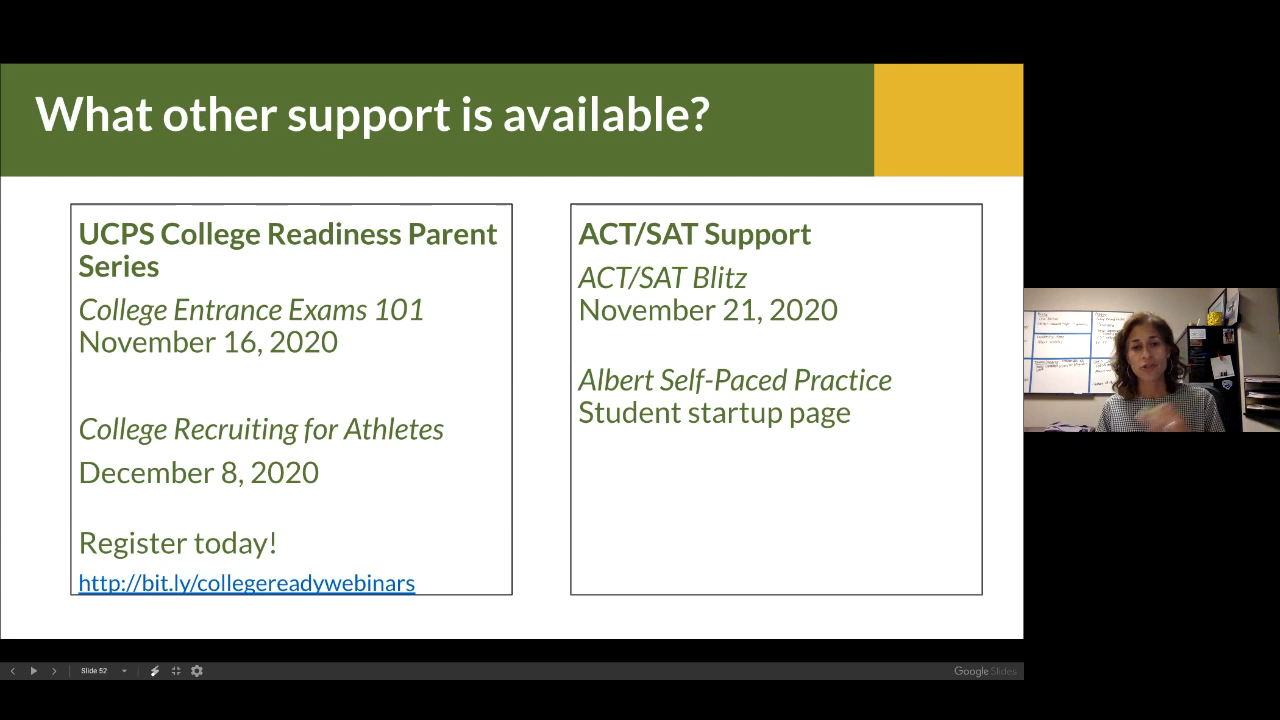 What other support is available?
UCPS College Readiness Parent
Series
College Entrance Exams 101
November 16, 2020
College Recruiting for Athletes
December 8, 2020
Register today!
http://bit.ly/collegereadywebinars
ACT/SAT Support
ACT/SAT Blitz
November 21, 2020
Albert Self-Paced Practice
Student startup page
Slide 52
Google Slides